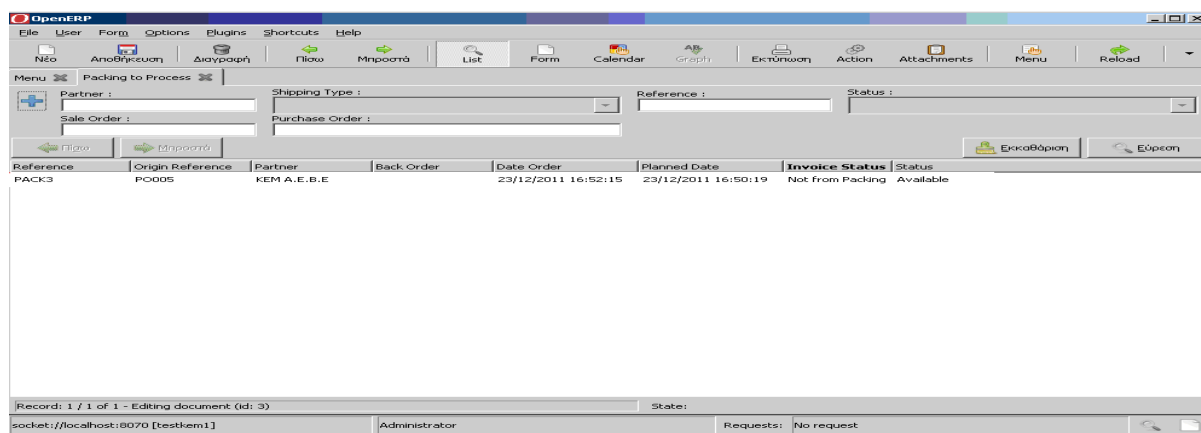 OpenERP
File User Form Options Plugins Shortcuts Help
Νέο Αποθήκευση Διαγραφή Πίσω Μπροστά List Form Calendar Graph Εκτύπωση Action Attachments Menu Reload
Menu Packing to Process
Partner : Shipping Type : Reference : Status :
Sale Order : Purchase Order :
Πίσω Μπροστά Εκκαθάριση Εύρεση
Reference Origin Reference Partner Back Order Date Order Planned Date Invoice Status Status
PACK3 PO005 KEM A.E.B.E 23/12/2011 16:52:15 23/12/2011 16:50:19 Not from Packing Available
Record: 1 / 1 of 1 - Editing document (id: 3) State:
socket://localhost:8070 [testkem1] Administrator Requests: No request